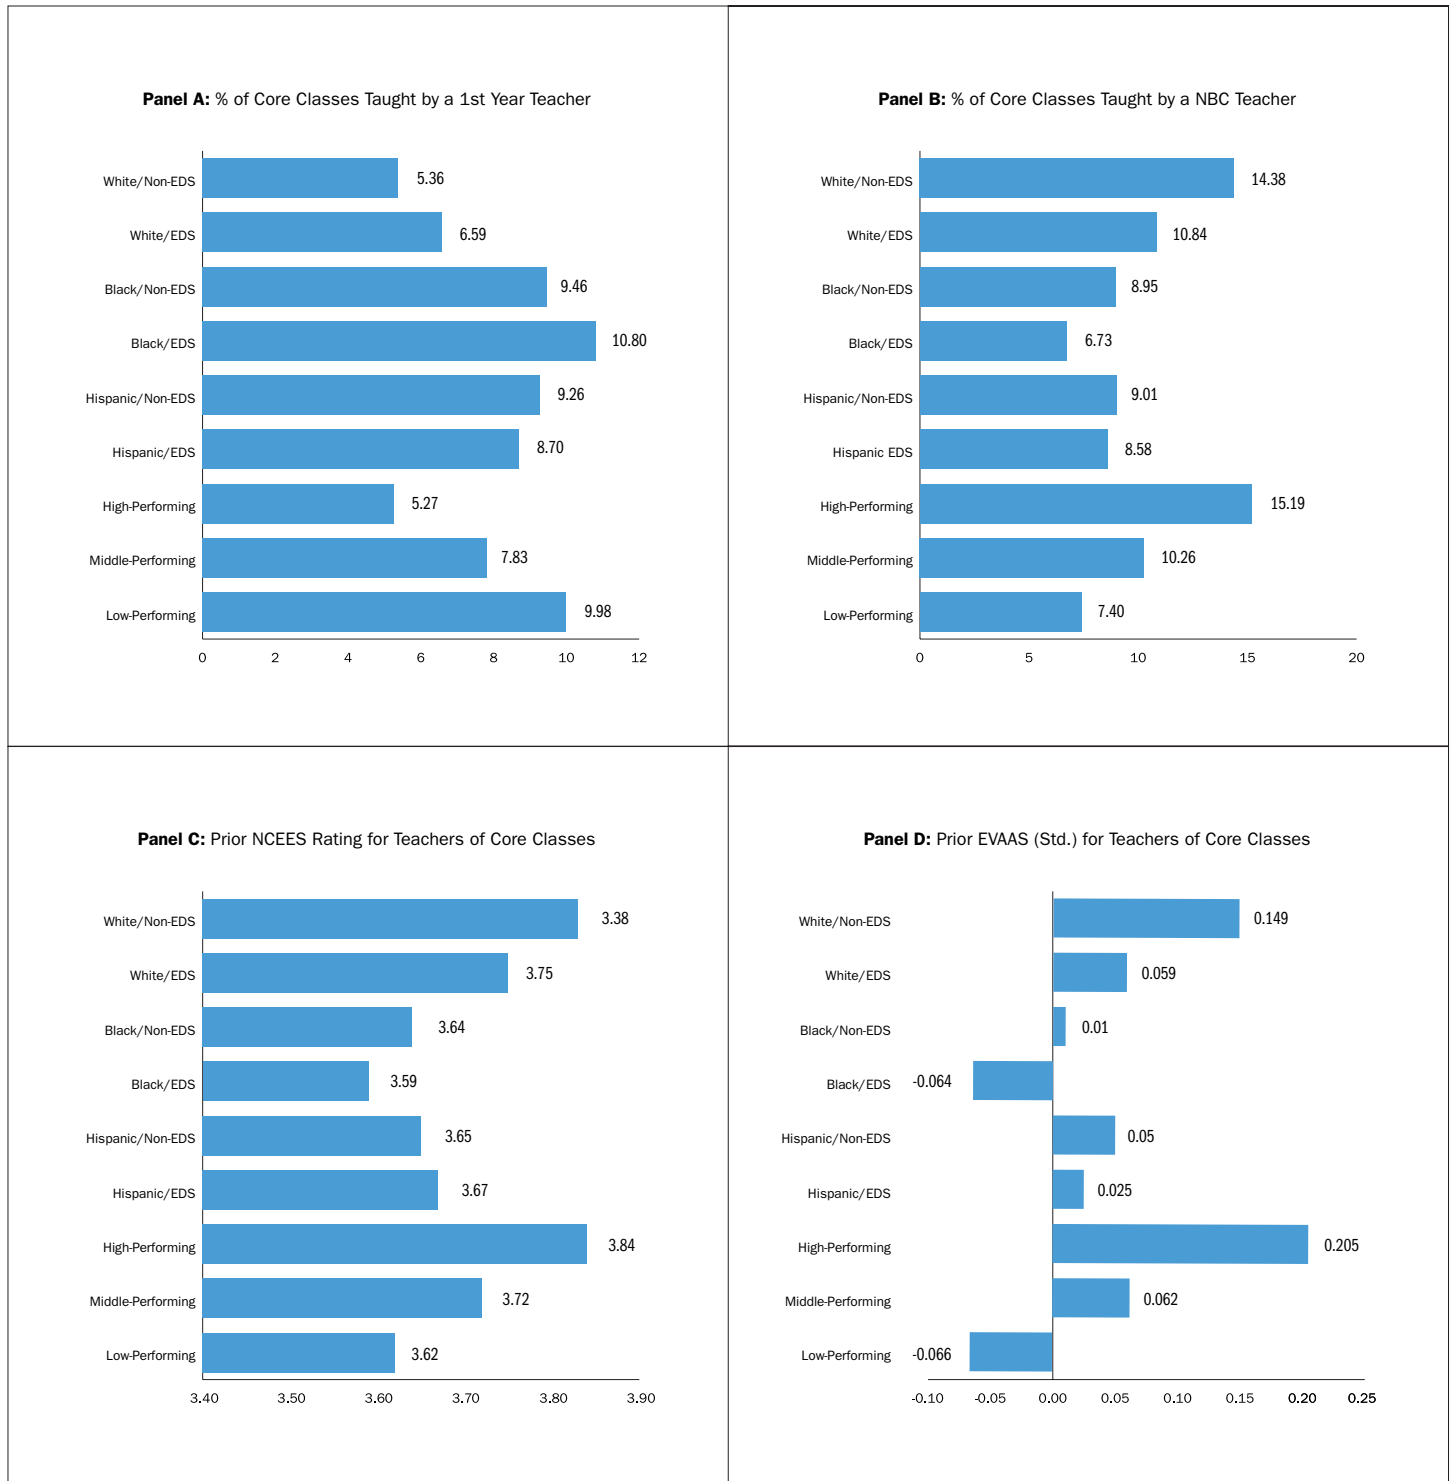 Panel A: % of Core Classes Taught by a 1st Year Teacher
White/Non-EDS 5.36
White/EDS 6.59
Black/Non-EDS 9.46
Black/EDS 10.80
Hispanic/Non-EDS 9.26
Hispanic/EDS 8.70
High-Performing 5.27
Middle-Performing 7.83
Low-Performing 9.98
0 2 4 6 8 10 12
Panel B: % of Core Classes Taught by a NBC Teacher
White/Non-EDS 14.38
White/EDS 10.84
Black/Non-EDS 8.95
Black/EDS 6.73
Hispanic/Non-EDS 9.01
Hispanic EDS 8.58
High-Performing 15.19
Middle-Performing 10.26
Low-Performing 7.40
0 5 10 15 20
Panel C: Prior NCEES Rating for Teachers of Core Classes
White/Non-EDS 3.38
White/EDS 3.75
Black/Non-EDS 3.64
Black/EDS 3.59
Hispanic/Non-EDS 3.65
Hispanic/EDS 3.67
High-Performing 3.84
Middle-Performing 3.72
Low-Performing 3.62
3.40 3.50 3.60 3.70 3.80 3.90
Panel D: Prior EVAAS (Std.) for Teachers of Core Classes
White/Non-EDS 0.149
White/EDS 0.059
Black/Non-EDS 0.01
Black/EDS -0.064
Hispanic/Non-EDS 0.05
Hispanic/EDS 0.025
High-Performing 0.205
Middle-Performing 0.062
Low-Performing -0.066
-0.10 -0.05 0.00 0.05 0.10 0.15 0.20 0.25